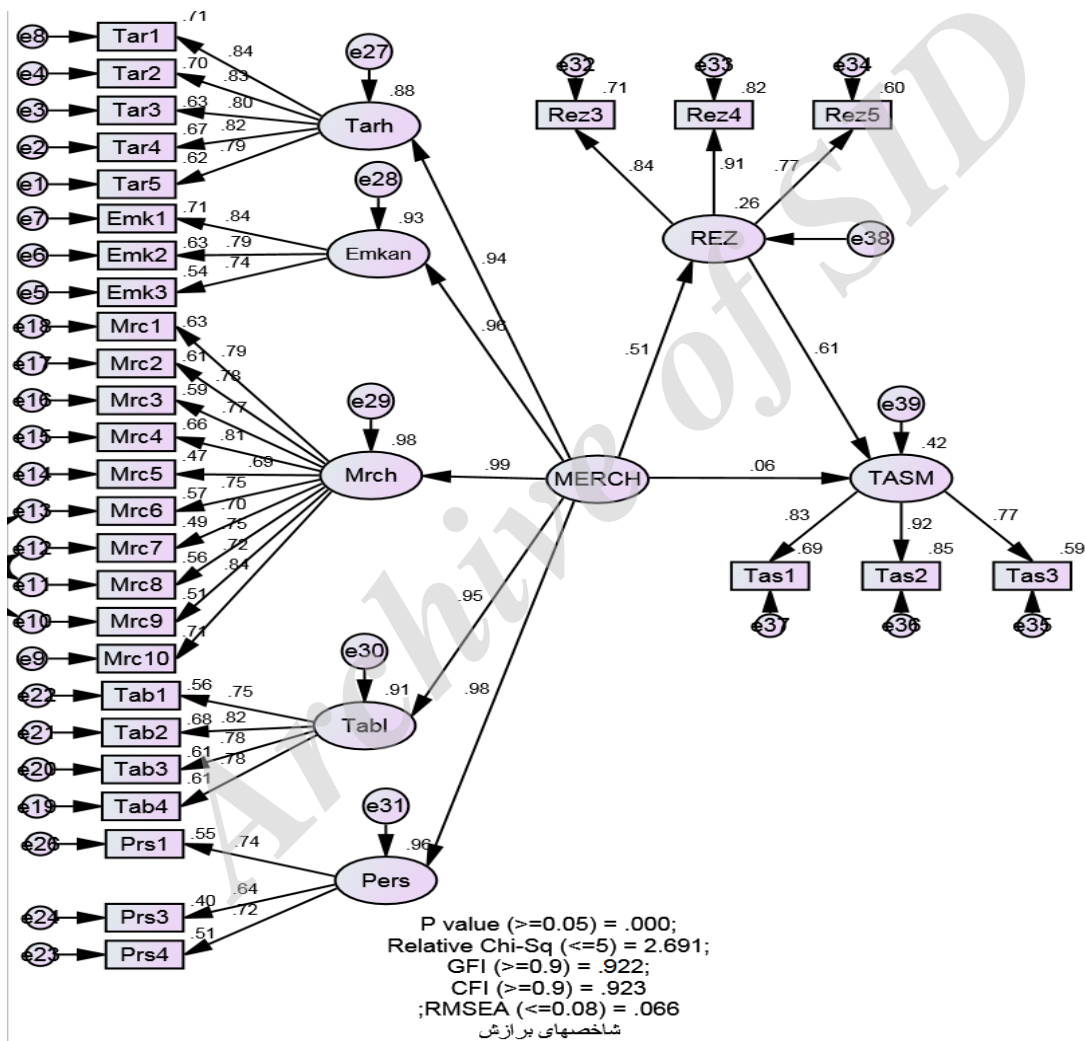 e8 Tar1 .71
.84
e4 Tar2 .70
.83
e3 Tar3 .63
.80
e2 Tar4 .67
.82
e1 Tar5 .62
.79
e27
Tarh .88
e7 Emk1 .71
.84
e6 Emk2 .63
.79
e5 Emk3 .54
.74
e28
Emkan .93
e18 Mrc1 .63
.79
e17 Mrc2 .61
.78
e16 Mrc3 .59
.77
e15 Mrc4 .66
.81
e14 Mrc5 .47
.69
e13 Mrc6 .57
.75
e12 Mrc7 .49
.70
e11 Mrc8 .56
.75
e10 Mrc9 .51
.72
e9 Mrc10 .71
.84
e29
Mrch .98
e22 Tab1 .56
.75
e21 Tab2 .68
.82
e20 Tab3 .61
.78
e19 Tab4 .61
.78
e30
Tabl .91
e26 Prs1 .55
.74
e24 Prs3 .40
.64
e23 Prs4 .51
.72
e31
Pers .96
.94
.96
.99
.95
.98
MERCH
.51
.06
e32 e33 e34
.71 .82 .60
Rez3 Rez4 Rez5
.84 .91 .77
.26
REZ e38
.61
e39
.42
TASM
.83 .92 .77
.69 .85 .59
Tas1 Tas2 Tas3
e37 e36 e35
P value (>=0.05) = .000;
Relative Chi-Sq (<=5) = 2.691;
GFI (>=0.9) = .922;
CFI (>=0.9) = .923
;RMSEA (<=0.08) = .066
شاخصهای برازش
Archive of SID